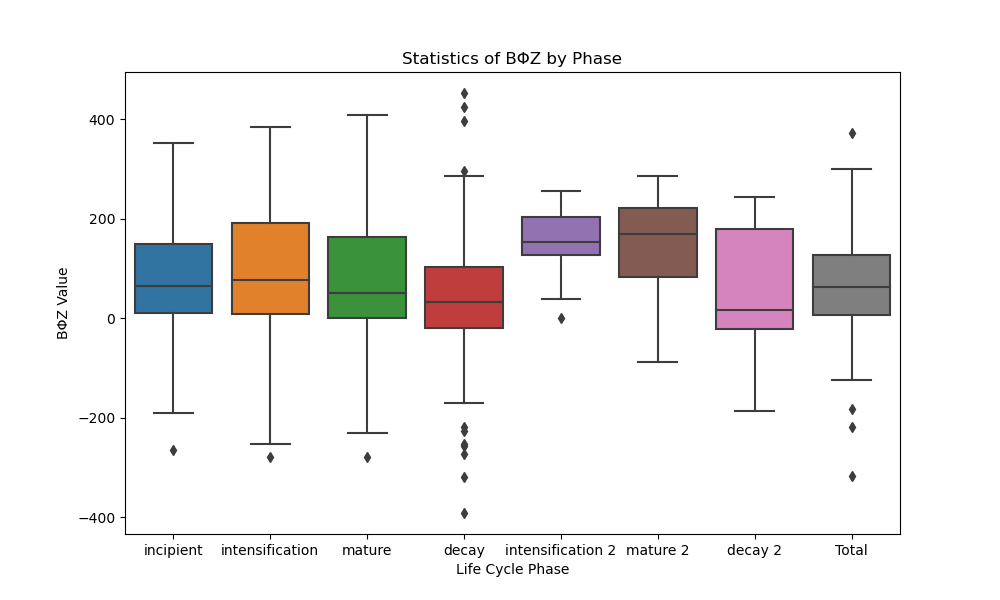 Statistics of BΦZ by Phase
BΦZ Value
400
200
0
−200
−400
incipient intensification mature decay intensification 2 mature 2 decay 2 Total
Life Cycle Phase